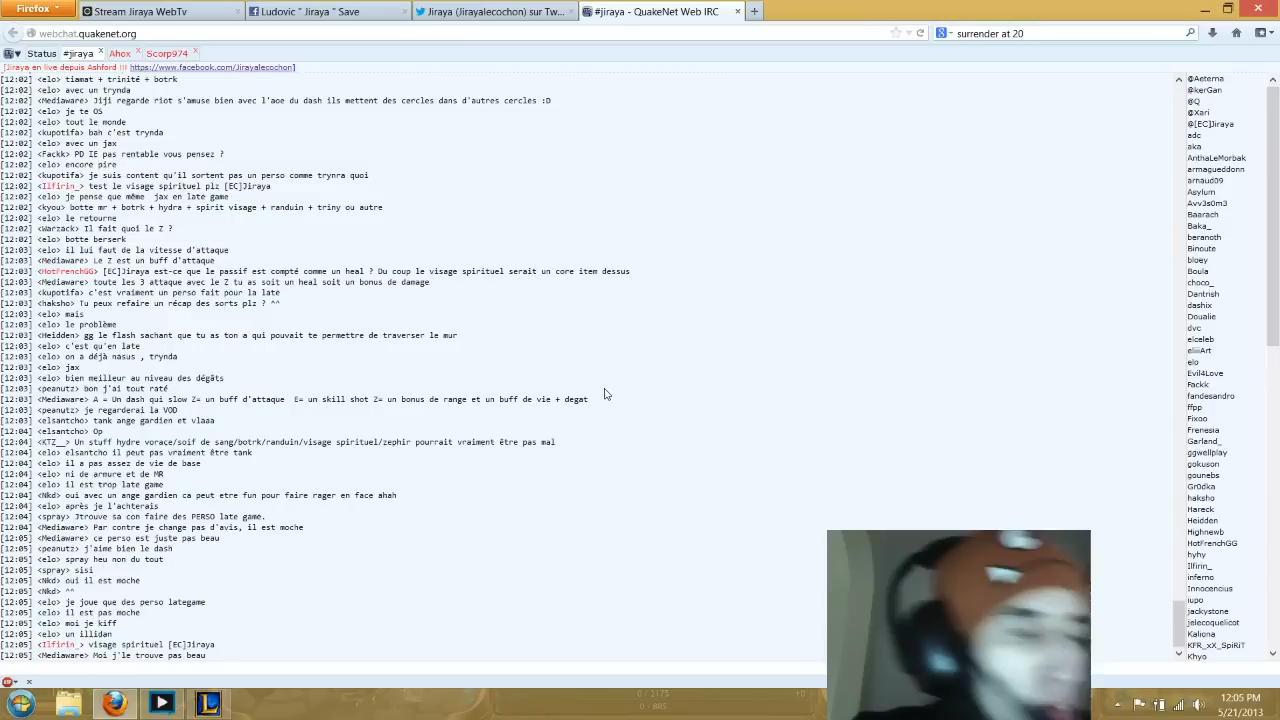 Firefox
Stream Jiraya WebTv
Ludovic " Jiraya " Save
Jiraya (Jirayalecochon) sur Tw...
#jiraya - QuakeNet Web IRC
webchat.quakenet.org
surrender at 20
Status #jiraya Ahox Scorp974
[Jiraya en live depuis Ashford !!! https://www.facebook.com/Jirayalecochon]
[12:02] <elo> tiamat + trinité + botrk
[12:02] <elo> avec un trynda
[12:02] <Mediaware> Jiji regarde riot s'amuse bien avec l'aoe du dash ils mettent des cercles dans d'autres cercles :D
[12:02] <elo> je te OS
[12:02] <elo> tout le monde
[12:02] <kupotifa> bah c'est trynda
[12:02] <elo> avec un jax
[12:02] <Fackk> PD IE pas rentable vous pensez ?
[12:02] <elo> encore pire
[12:02] <kupotifa> je suis content qu'il sortent pas un perso comme trynra quoi
[12:02] <Ilfirin_> test le visage spirituel plz [EC]Jiraya
[12:02] <elo> je pense que même  jax en late game
[12:02] <kyou> botte mr + botrk + hydra + spirit visage + randuin + triny ou autre
[12:02] <elo> le retourne
[12:02] <Warzack> Il fait quoi le Z ?
[12:02] <elo> botte berserk
[12:03] <elo> il lui faut de la vitesse d'attaque
[12:03] <Mediaware> Le Z est un buff d'attaque
[12:03] <HotFrenchGG> [EC]Jiraya est-ce que le passif est compté comme un heal ? Du coup le visage spirituel serait un core item dessus
[12:03] <Mediaware> toute les 3 attaque avec le Z tu as soit un heal soit un bonus de damage
[12:03] <kupotifa> c'est vraiment un perso fait pour la late
[12:03] <haksho> Tu peux refaire un récap des sorts plz ? ^^
[12:03] <elo> mais
[12:03] <elo> le problème
[12:03] <Heidden> gg le flash sachant que tu as ton a qui pouvait te permettre de traverser le mur
[12:03] <elo> c'est qu'en late
[12:03] <elo> on a déjà nasus , trynda
[12:03] <elo> jax
[12:03] <elo> bien meilleur au niveau des dégâts
[12:03] <peanutz> bon j'ai tout raté
[12:03] <Mediaware> A = Un dash qui slow Z= un buff d'attaque  E= un skill shot Z= un bonus de range et un buff de vie + degat
[12:03] <peanutz> je regarderai la VOD
[12:03] <elsantcho> tank ange gardien et vlaaa
[12:04] <elsantcho> Op
[12:04] <KTZ__> Un stuff hydre vorace/soif de sang/botrk/randuin/visage spirituel/zephir pourrait vraiment être pas mal
[12:04] <elo> elsantcho il peut pas vraiment être tank
[12:04] <elo> il a pas assez de vie de base
[12:04] <elo> ni de armure et de MR
[12:04] <elo> il est trop late game
[12:04] <Nkd> oui avec un ange gardien ca peut etre fun pour faire rager en face ahah
[12:04] <elo> après je l'achterais
[12:04] <spray> Jtrouve sa con faire des PERSO late game.
[12:04] <Mediaware> Par contre je change pas d'avis, il est moche
[12:05] <Mediaware> ce perso est juste pas beau
[12:05] <peanutz> j'aime bien le dash
[12:05] <elo> spray heu non du tout
[12:05] <spray> sisi
[12:05] <Nkd> oui il est moche
[12:05] <Nkd> ^^
[12:05] <elo> je joue que des perso lategame
[12:05] <elo> il est pas moche
[12:05] <elo> moi je kiff
[12:05] <elo> un illidan
[12:05] <Ilfirin_> visage spirituel [EC]Jiraya
[12:05] <Mediaware> Moi j'le trouve pas beau
@Aeterna
@kerGan
@Q
@Xari
@[EC]Jiraya
adc
aka
AnthaLeMorbak
armagueddonn
arnaud09
Asylum
Avv3s0m3
Baarach
Baka_
beranoth
Binoute
bloey
Boula
choco_
Dantrish
dashix
Doualie
dvc
elceleb
eliiiArt
elo
Evil4Love
Fackk
fandesandro
ffpp
Fixoo
Frenesia
Garland_
ggwellplay
gokuson
gounebs
Gr0dka
haksho
Hareck
Heidden
Highnewb
HotFrenchGG
hyhy
Ilfirin_
inferno
Innocencius
iupo
jackystone
jelecoquelicot
Kaliona
KFR_xX_SpiRiT
Khyo
0 / 2175
0 / 885
+0
12:05 PM
5/21/2013